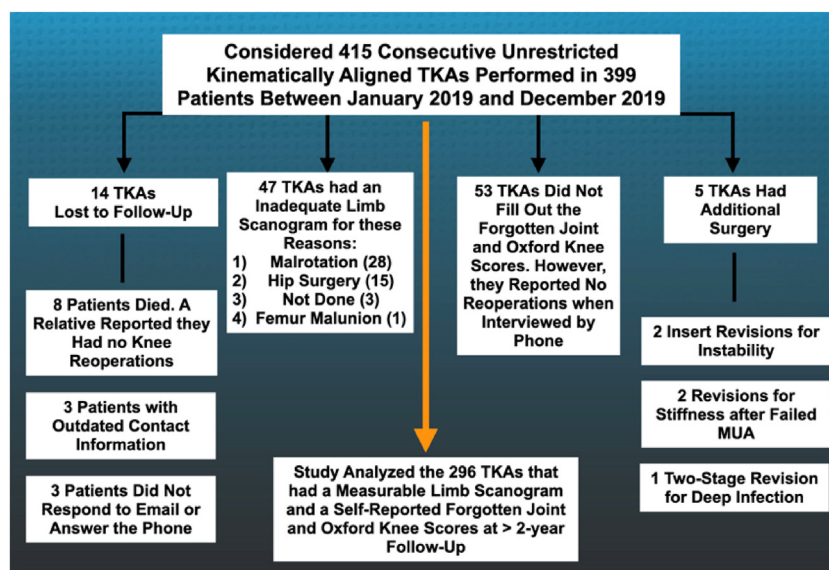 Considered 415 Consecutive Unrestricted
Kinematically Aligned TKAs Performed in 399
Patients Between January 2019 and December 2019
14 TKAs
Lost to Follow-Up
8 Patients Died. A
Relative Reported they
Had no Knee
Reoperations
3 Patients with
Outdated Contact
Information
3 Patients Did Not
Respond to Email or
Answer the Phone
47 TKAs had an
Inadequate Limb
Scanogram for these
Reasons:
1) Malrotation (28)
2) Hip Surgery (15)
3) Not Done (3)
4) Femur Malunion (1)
53 TKAs Did Not
Fill Out the
Forgotten Joint
and Oxford Knee
Scores. However,
they Reported No
Reoperations when
Interviewed by
Phone
5 TKAs Had
Additional
Surgery
2 Insert Revisions for
Instability
2 Revisions for
Stiffness after Failed
MUA
1 Two-Stage Revision
for Deep Infection
Study Analyzed the 296 TKAs that
had a Measurable Limb Scanogram
and a Self-Reported Forgotten Joint
and Oxford Knee Scores at > 2-year
Follow-Up